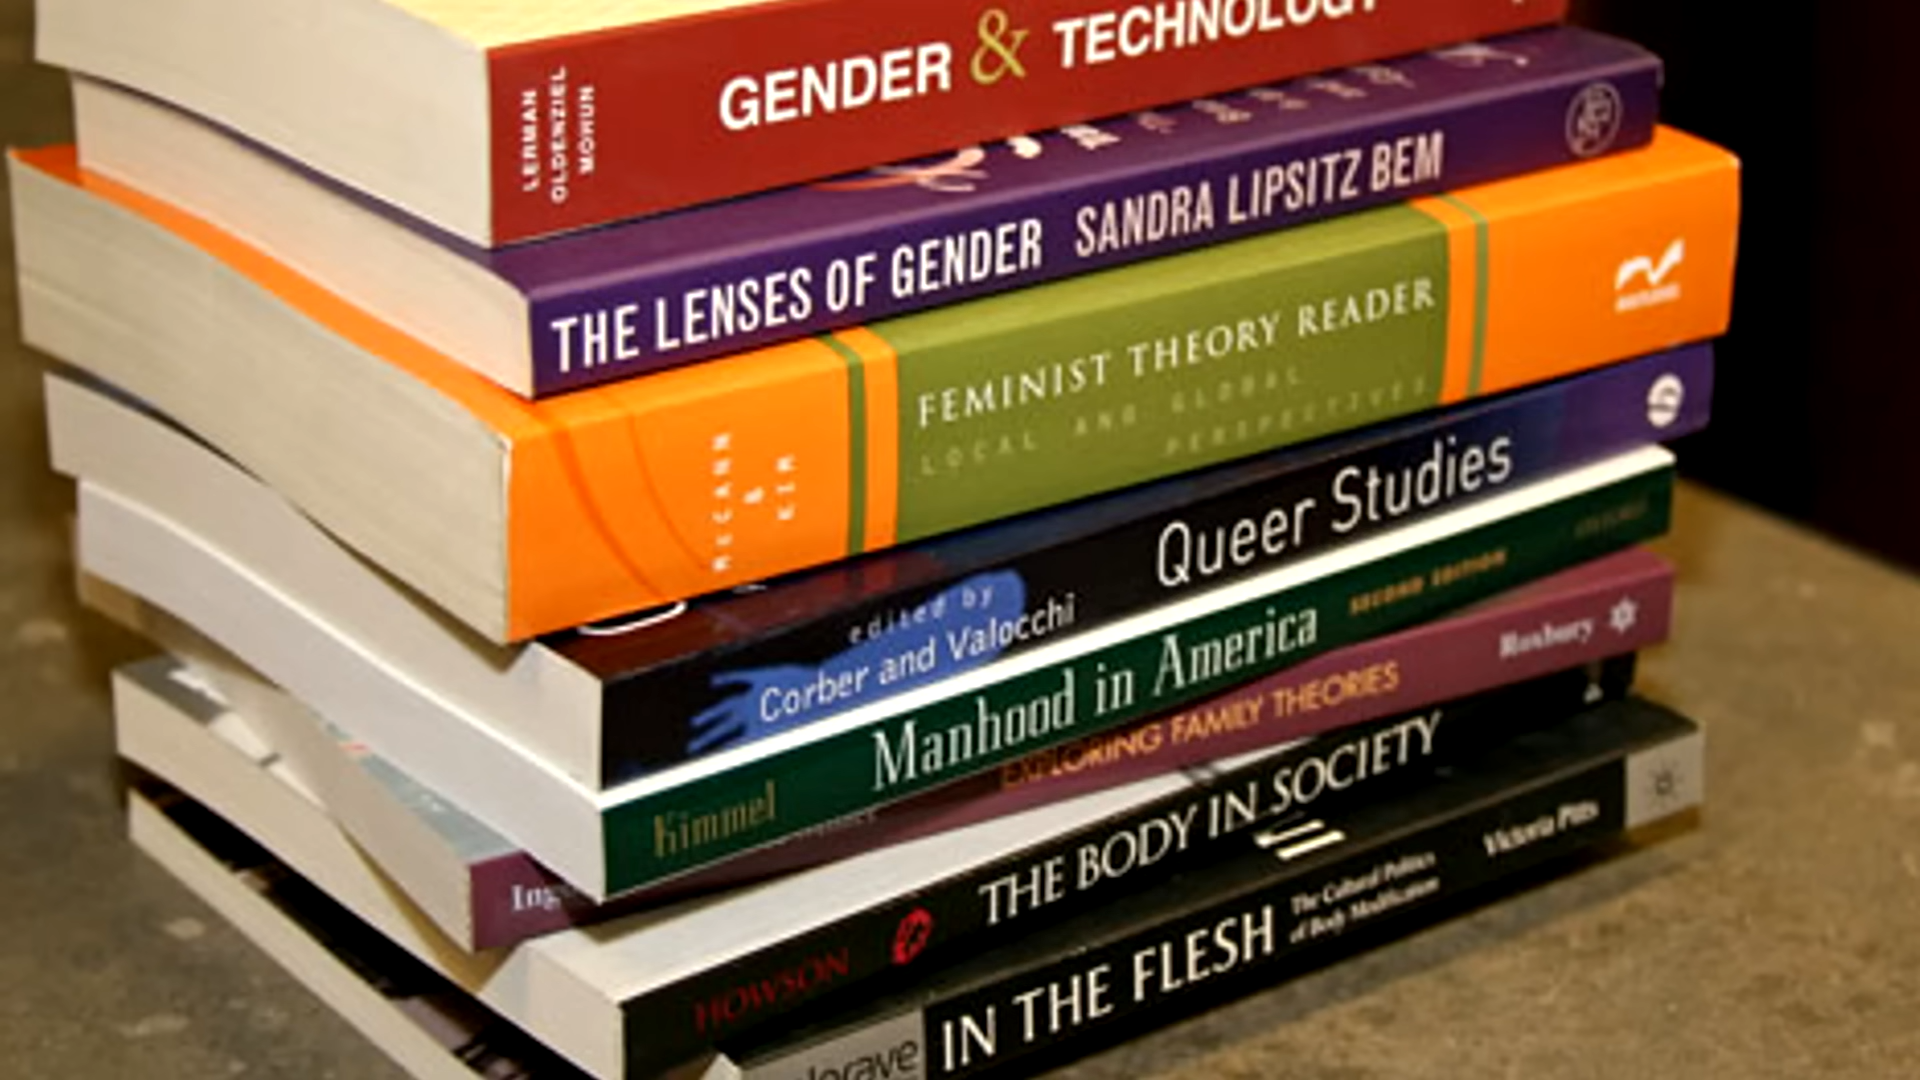 GENDER & TECHNOLOGY
LERMAN
OLDENZIEL
MOHUN
THE LENSES OF GENDER SANDRA LIPSITZ BEM
MCCANN
&
KIM
FEMINIST THEORY READER
LOCAL AND GLOBAL
PERSPECTIVES
Queer Studies
edited by
Corber and Valocchi
Kimmel Manhood in America SECOND EDITION
Ing
EXPLORING FAMILY THEORIES Roxbury
HOWSON THE BODY IN SOCIETY
IN THE FLESH
The Cultural Politics
of Body Modification
Victoria Pitts